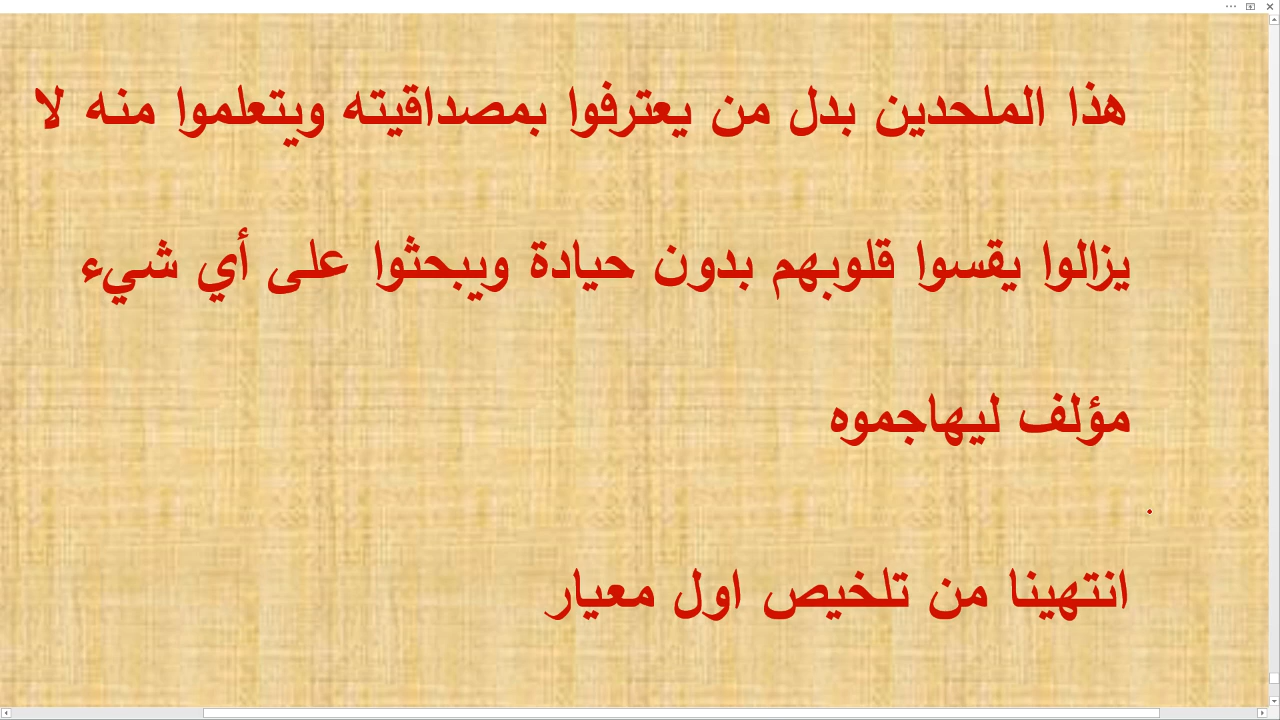 هذا الملحدين بدل من يعترفوا بمصداقيته ويتعلموا منه لا
يزالوا يقسوا قلوبهم بدون حيادة ويبحثوا على أي شيء
مؤلف ليهاجموه
.
انتهينا من تلخيص اول معيار